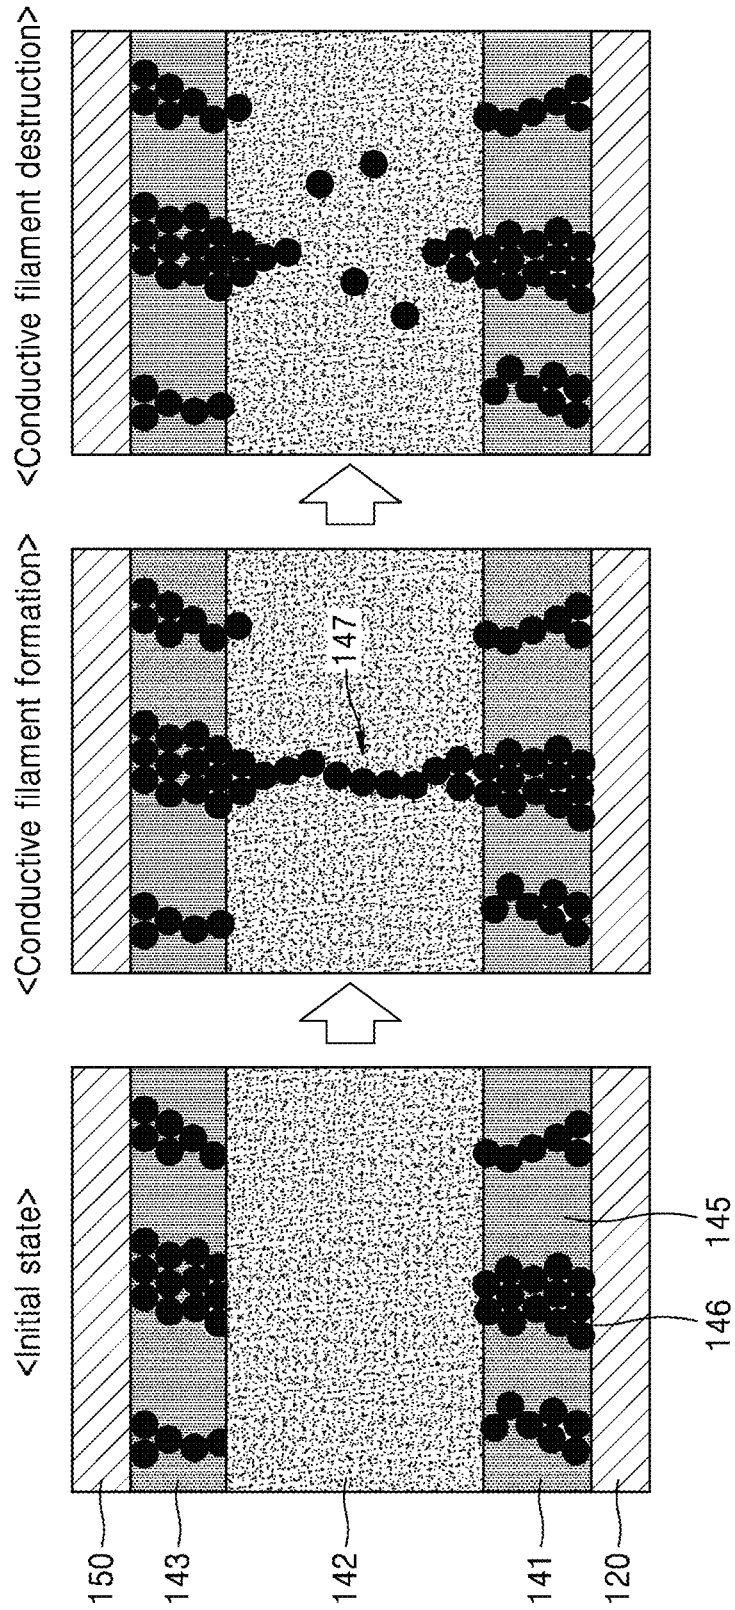 <Initial state>
<Conductive filament formation>
<Conductive filament destruction>
150
143
142
141
120
147
146
145